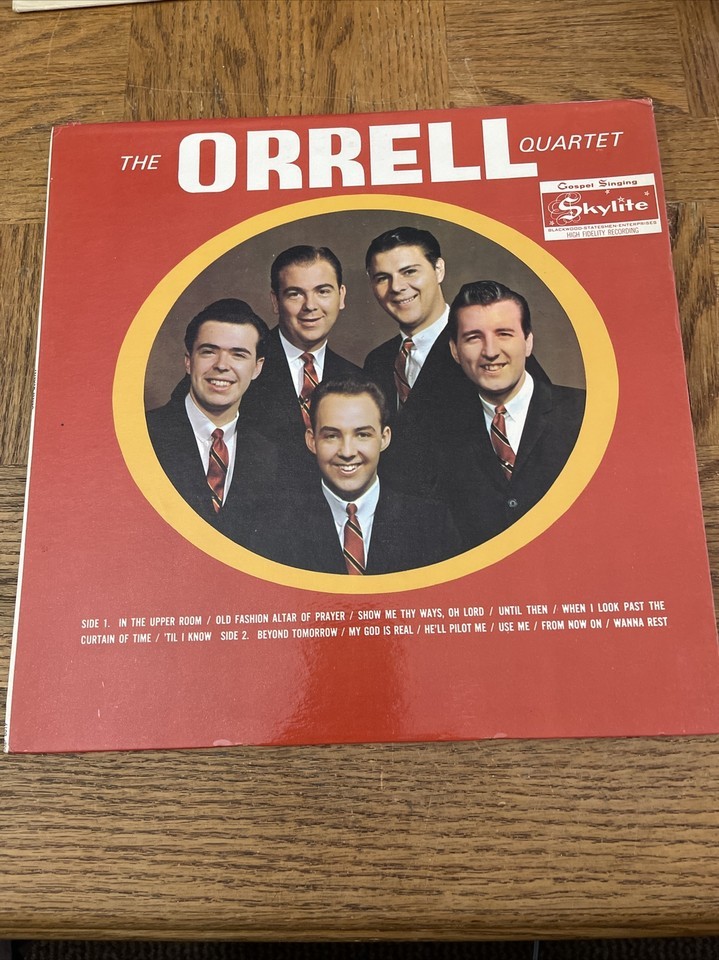 THE ORRELL QUARTET
Gospel Singing
Skylite
BLACKWOOD-STATESMEN-ENTERPRISES
HIGH FIDELITY RECORDING
SIDE 1. IN THE UPPER ROOM / OLD FASHION ALTAR OF PRAYER / SHOW ME THY WAYS, OH LORD / UNTIL THEN / WHEN I LOOK PAST THE
CURTAIN OF TIME / 'TIL I KNOW SIDE 2. BEYOND TOMORROW / MY GOD IS REAL / HE'LL PILOT ME / USE ME / FROM NOW ON / WANNA REST